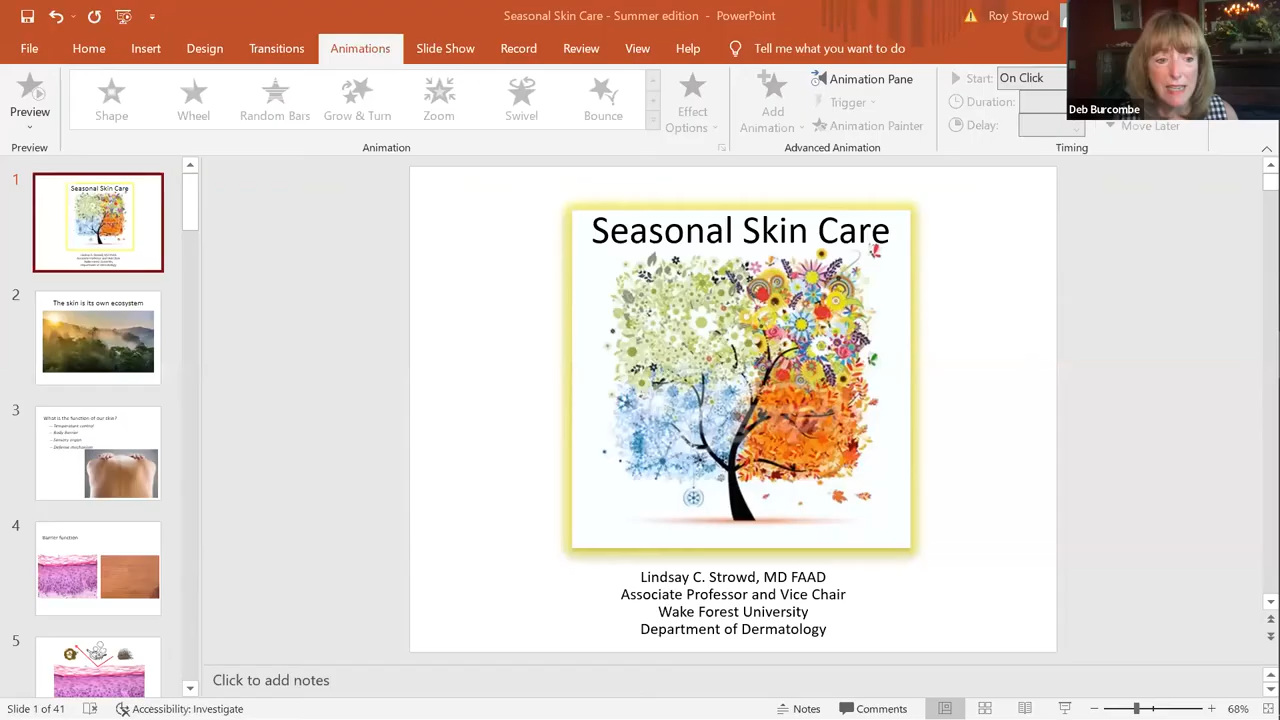 Seasonal Skin Care - Summer edition - PowerPoint
Roy Strowd
File Home Insert Design Transitions Animations Slide Show Record Review View Help Tell me what you want to do
Preview
Shape Wheel Random Bars Grow & Turn Zoom Swivel Bounce
Effect Options
Add Animation
Animation Pane
Trigger
Animation Painter
Start: On Click
Duration:
Delay:
Move Later
Deb Burcombe
Preview Animation Advanced Animation Timing
1
Seasonal Skin Care
2
The skin is its own ecosystem
3
What is the function of our skin?
– Temperature control
– Body Barrier
– Sensory organ
– Defense mechanism
4
Barrier function
5
Seasonal Skin Care
Lindsay C. Strowd, MD FAAD
Associate Professor and Vice Chair
Wake Forest University
Department of Dermatology
Click to add notes
Slide 1 of 41 Accessibility: Investigate Notes Comments 68%